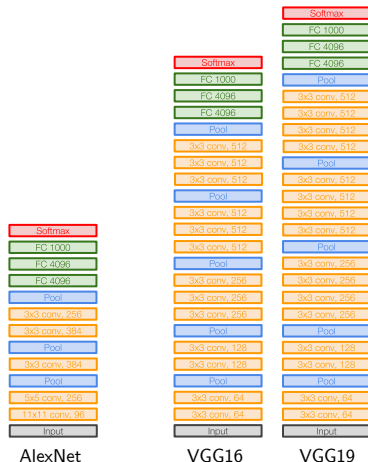 Softmax
FC 1000
FC 4096
FC 4096
Pool
3x3 conv, 256
3x3 conv, 384
Pool
3x3 conv, 384
Pool
5x5 conv, 256
11x11 conv, 96
Input
AlexNet
Softmax
FC 1000
FC 4096
FC 4096
Pool
3x3 conv, 512
3x3 conv, 512
3x3 conv, 512
Pool
3x3 conv, 512
3x3 conv, 512
3x3 conv, 512
Pool
3x3 conv, 256
3x3 conv, 256
3x3 conv, 256
Pool
3x3 conv, 128
3x3 conv, 128
Pool
3x3 conv, 64
3x3 conv, 64
Input
VGG16
Softmax
FC 1000
FC 4096
FC 4096
Pool
3x3 conv, 512
3x3 conv, 512
3x3 conv, 512
3x3 conv, 512
Pool
3x3 conv, 512
3x3 conv, 512
3x3 conv, 512
3x3 conv, 512
Pool
3x3 conv, 256
3x3 conv, 256
3x3 conv, 256
3x3 conv, 256
Pool
3x3 conv, 128
3x3 conv, 128
Pool
3x3 conv, 64
3x3 conv, 64
Input
VGG19